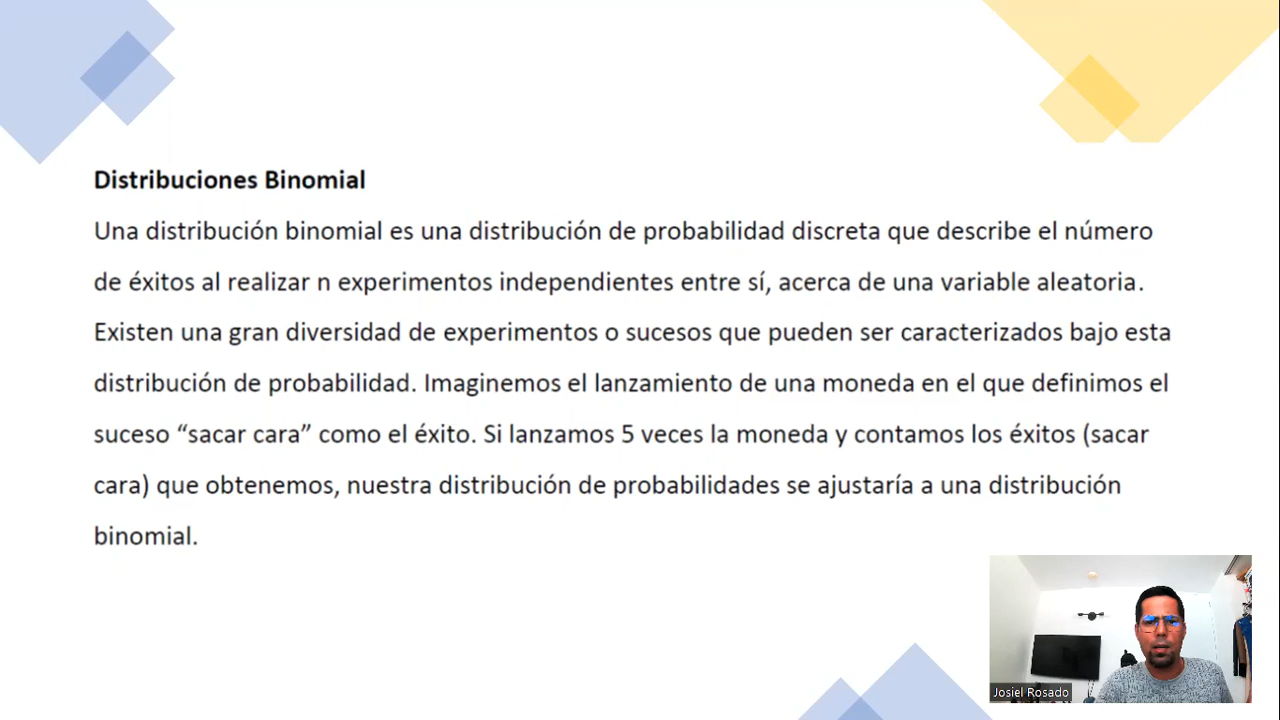 Distribuciones Binomial
Una distribución binomial es una distribución de probabilidad discreta que describe el número
de éxitos al realizar n experimentos independientes entre sí, acerca de una variable aleatoria.
Existen una gran diversidad de experimentos o sucesos que pueden ser caracterizados bajo esta
distribución de probabilidad. Imaginemos el lanzamiento de una moneda en el que definimos el
suceso “sacar cara” como el éxito. Si lanzamos 5 veces la moneda y contamos los éxitos (sacar
cara) que obtenemos, nuestra distribución de probabilidades se ajustaría a una distribución
binomial.
Josiel Rosado